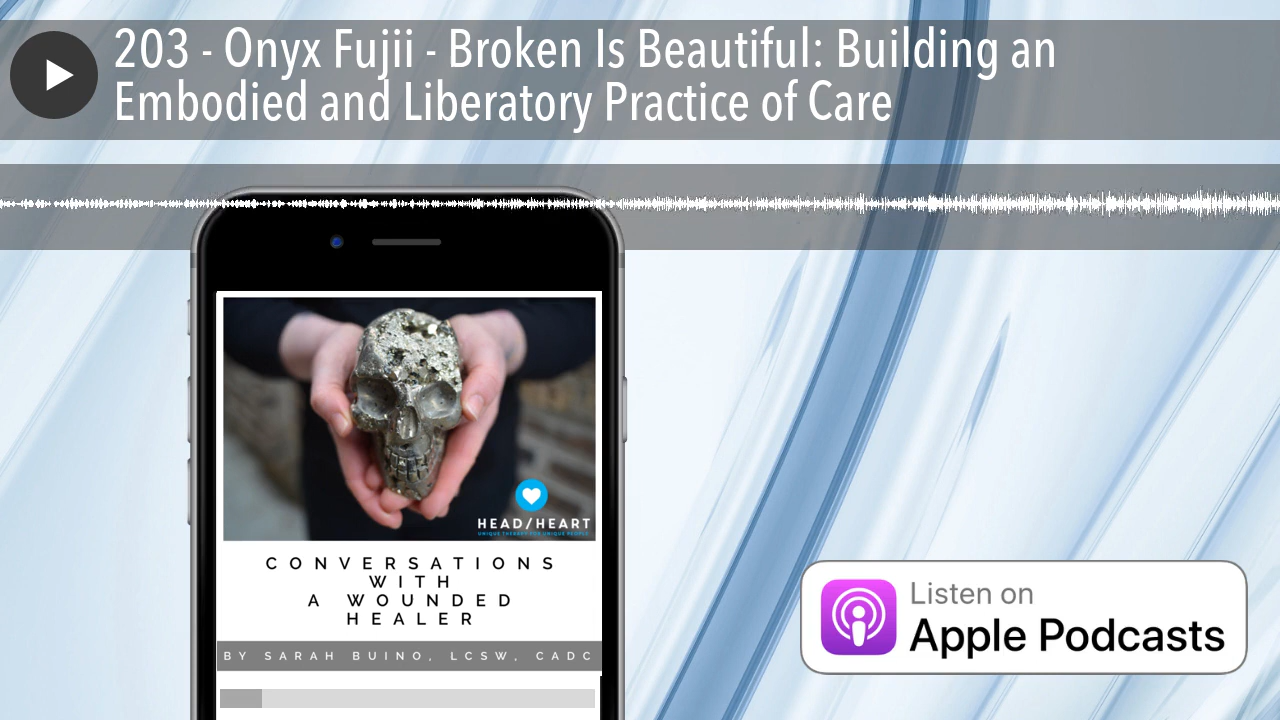 203 - Onyx Fujii - Broken Is Beautiful: Building an
Embodied and Liberatory Practice of Care
HEAD/HEART
UNIQUE THERAPY FOR UNIQUE PEOPLE
CONVERSATIONS
WITH
A WOUNDED
HEALER
BY SARAH BUINO, LCSW, CADC
Listen on
Apple Podcasts